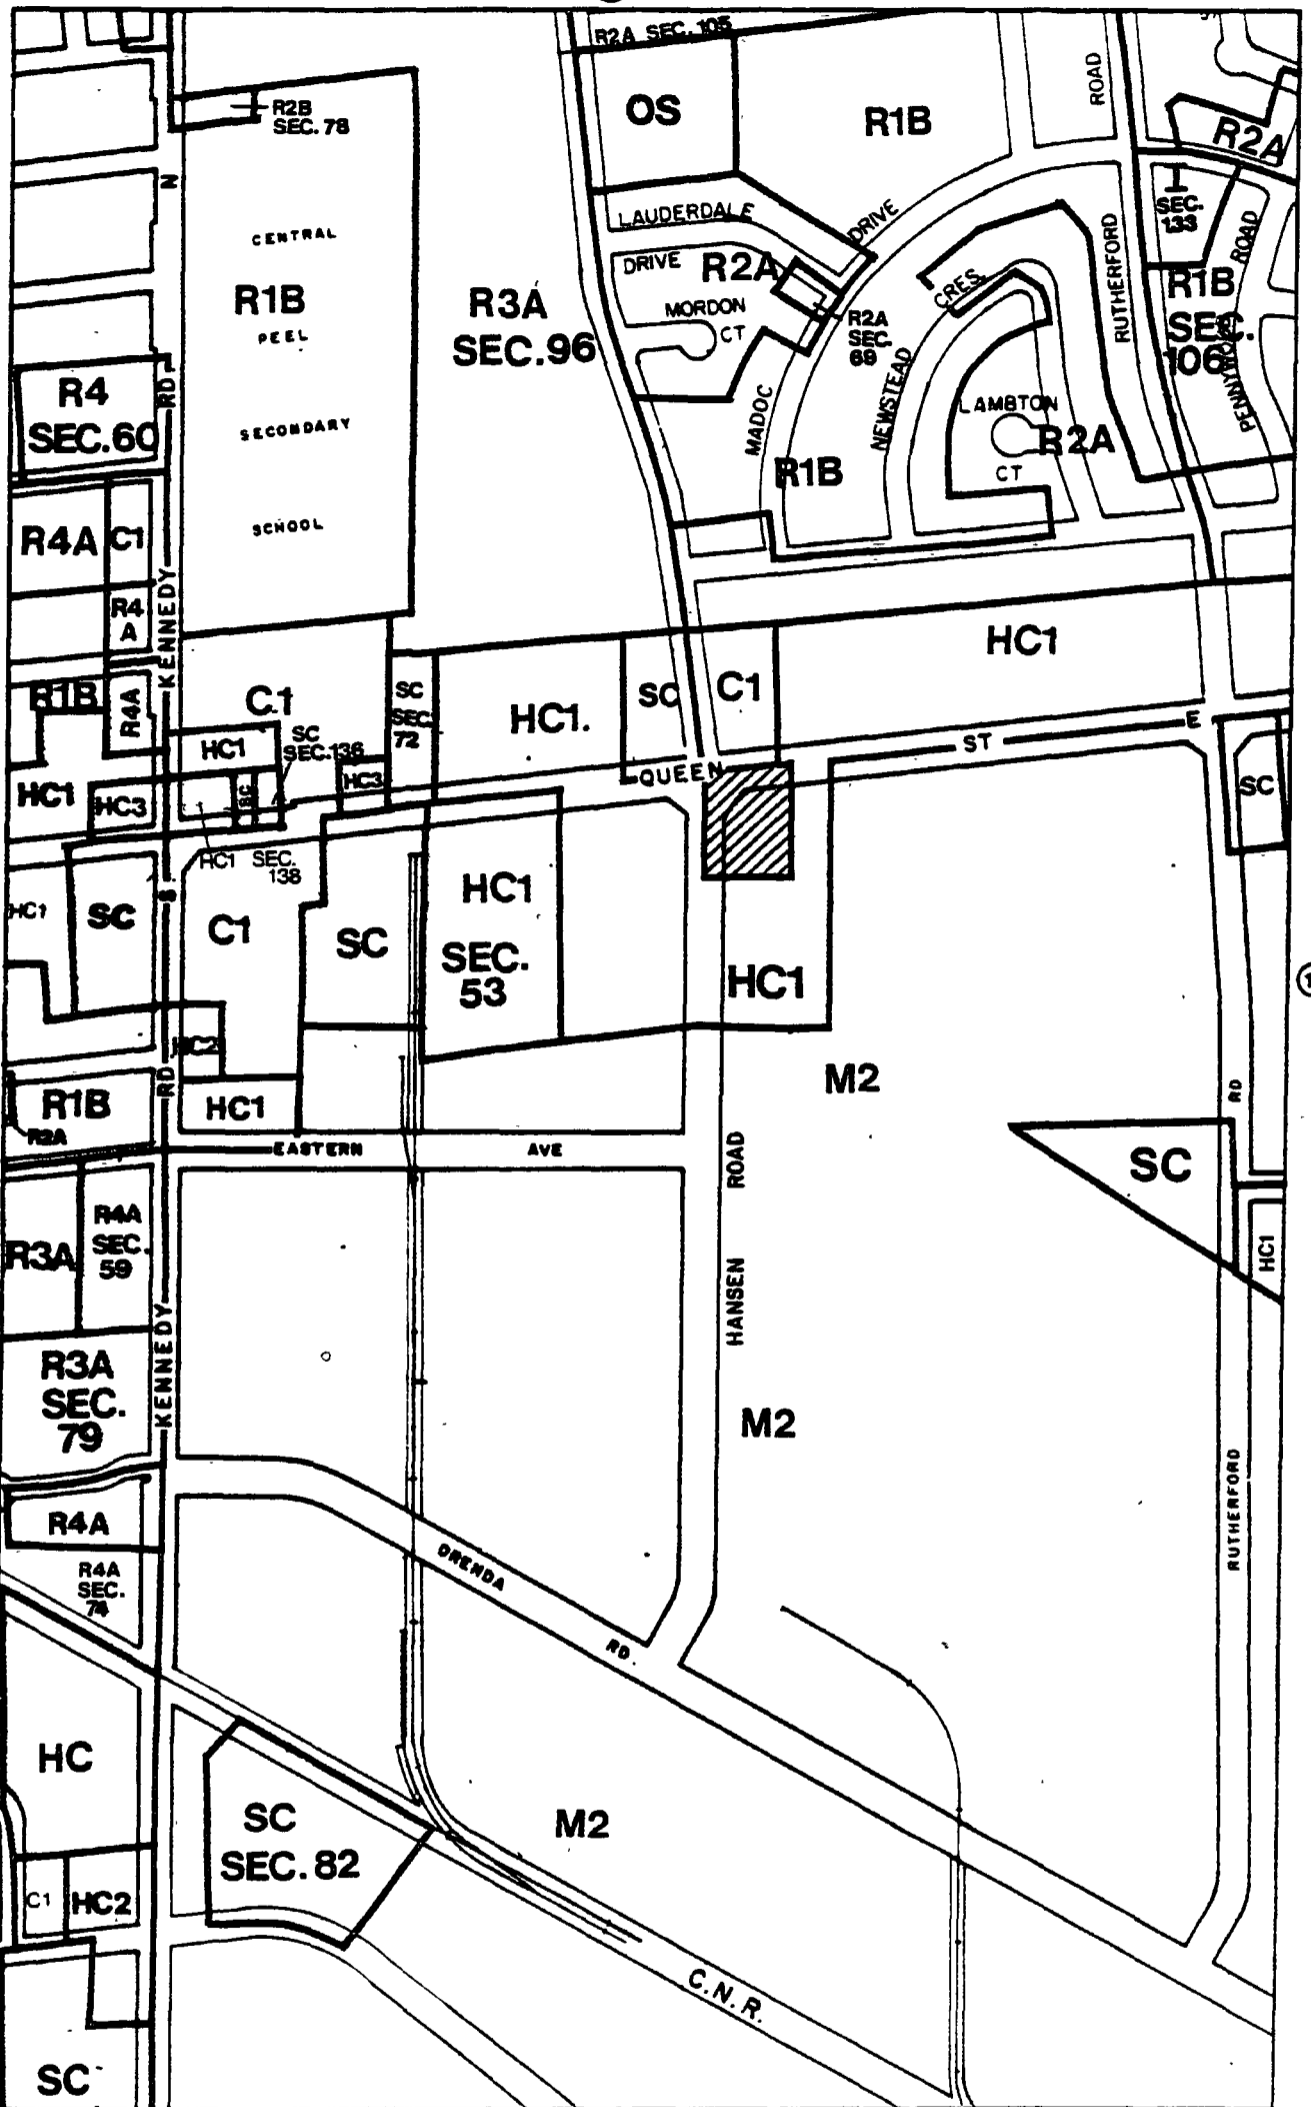 R2A SEC. 105
R2B
SEC. 78
OS
R1B
ROAD
R2A
N
SEC.
133
CENTRAL
R1B
PEEL
SECONDARY
SCHOOL
R3A
SEC. 96
LAUDERDALE
DRIVE
DRIVE
R2A
MORDON
CT
R2A
SEC.
69
CRES.
NEWSTEAD
MADOC
R1B
LAMBTON
CT
R2A
RUTHERFORD
ROAD
R1B
SEC.
106
PENNYWOOD
R4
SEC. 60
RD
R4A
C1
R4
A
KENNEDY
R1B
R4A
C1
SC
SEC.
72
HC1.
SC
C1
HC1
HC1
SC
SEC. 136
HC3
SC
HC1
HC3
QUEEN
ST
E
SC
HC1
SEC.
138
S.
HC1
SC
C1
SC
HC1
SEC.
53
HC1
HC2
RD
R1B
R2A
HC1
M2
RD
EASTERN
AVE
SC
ROAD
HANSEN
R3A
R4A
SEC.
59
HC1
KENNEDY
R3A
SEC.
79
M2
RUTHERFORD
R4A
R4A
SEC.
74
ORENDA
RD.
HC
SC
SEC. 82
M2
C1
HC2
C.N.R.
SC